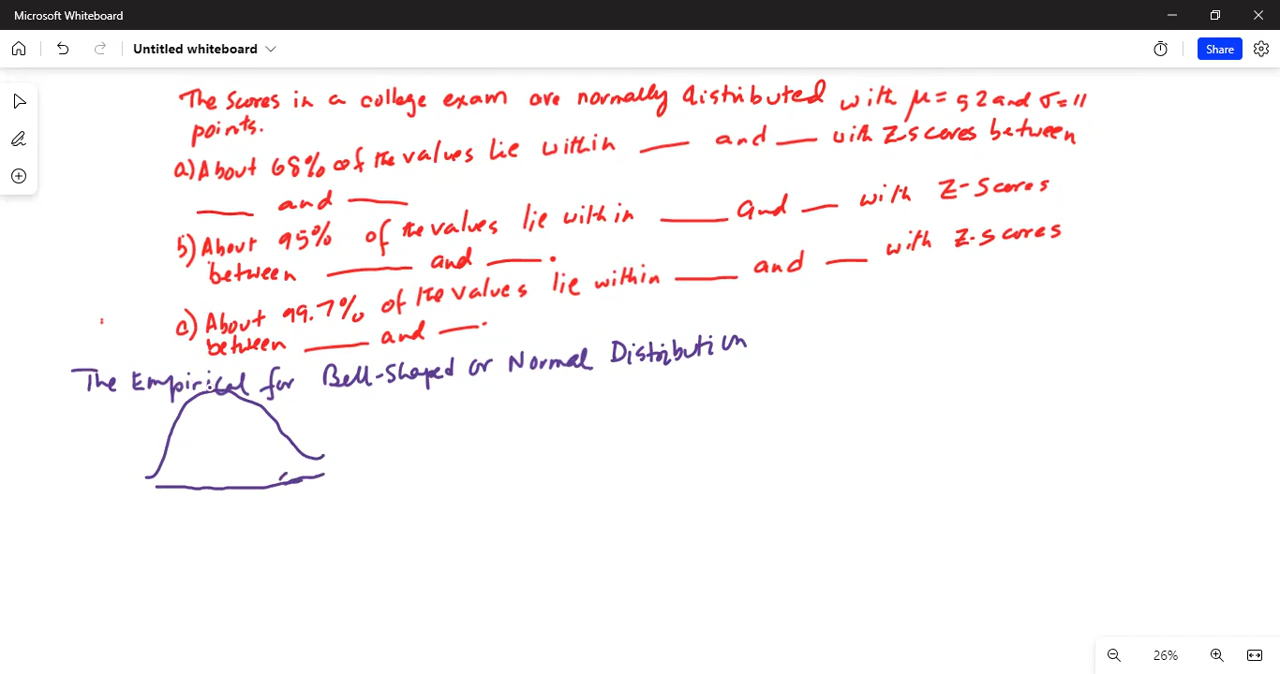 Microsoft Whiteboard
Untitled whiteboard
Share
The Scores in a college exam are normally distributed with μ= 52 and σ=11
points.
a) About 68% of the values lie within ___ and ___ with Z-scores between
___ and ___
b) About 95% of the values lie within ___ and ___ with Z-Scores
between ___ and ___.
c) About 99.7% of the values lie within ___ and ___ with Z-scores
between ___ and ___.
The Empirical for Bell-Shaped or Normal Distribution
26%